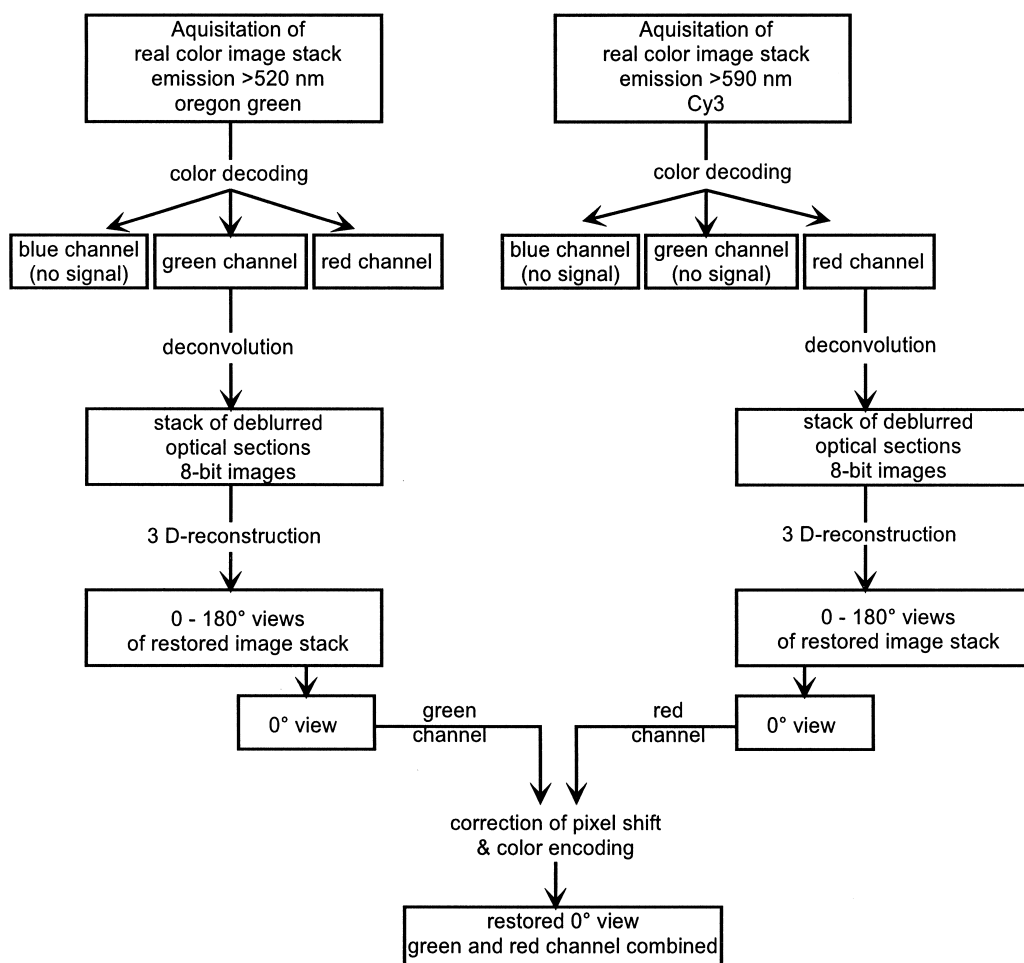 Aquisitation of
real color image stack
emission >520 nm
oregon green
Aquisitation of
real color image stack
emission >590 nm
Cy3
color decoding
color decoding
blue channel
(no signal)
green channel
red channel
blue channel
(no signal)
green channel
(no signal)
red channel
deconvolution
deconvolution
stack of deblurred
optical sections
8-bit images
stack of deblurred
optical sections
8-bit images
3 D-reconstruction
3 D-reconstruction
0 - 180° views
of restored image stack
0 - 180° views
of restored image stack
0° view
green
channel
red
channel
0° view
correction of pixel shift
& color encoding
restored 0° view
green and red channel combined